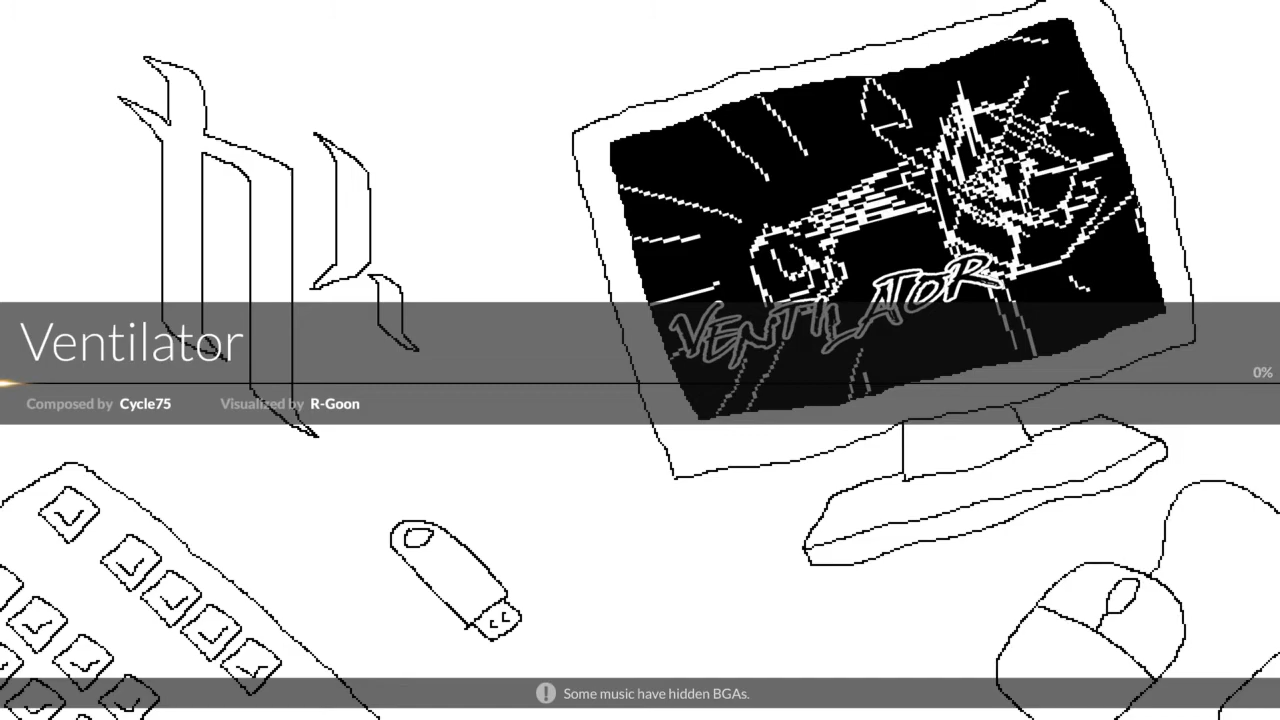 VENTILATOR
Ventilator
0%
Composed by Cycle75 Visualized by R-Goon
Some music have hidden BGAs.